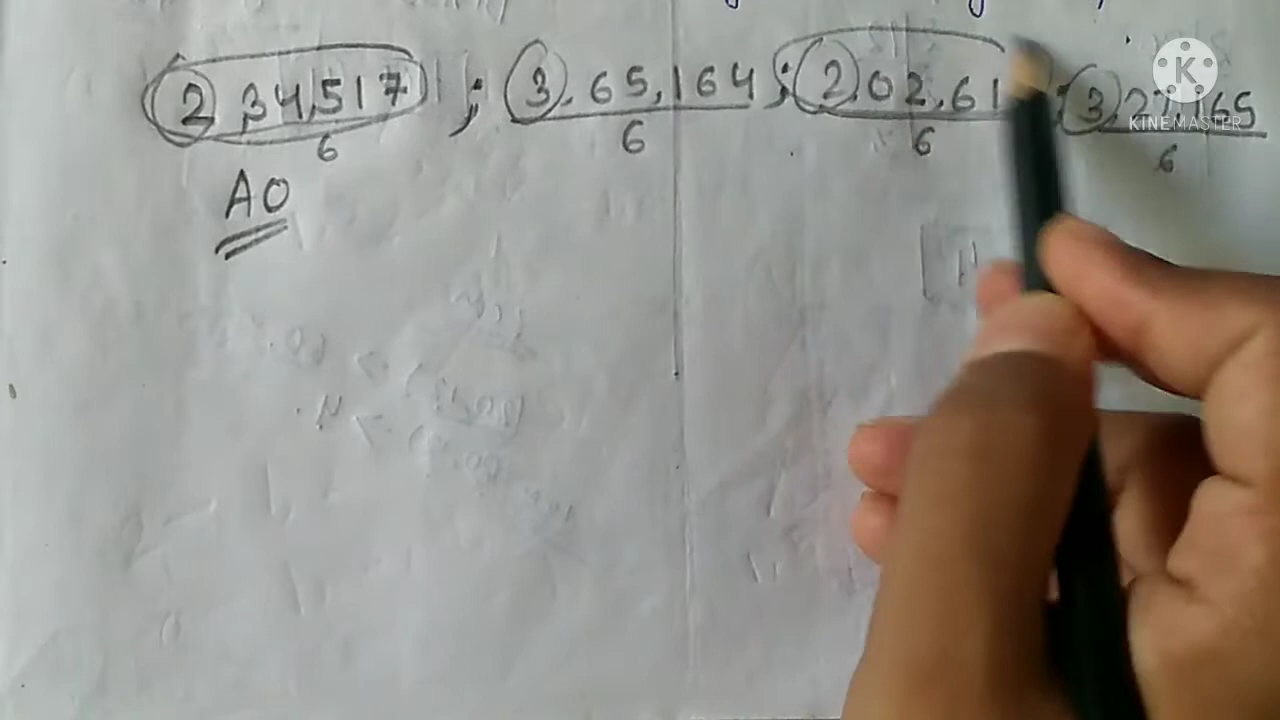 2,34,517 ; 3,65,164 ; 2,02,61 ; 3,27,165
6 6 6 6
AO
K
KINEMASTER